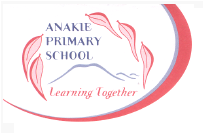 ANAKIE
PRIMARY
SCHOOL
Learning Together